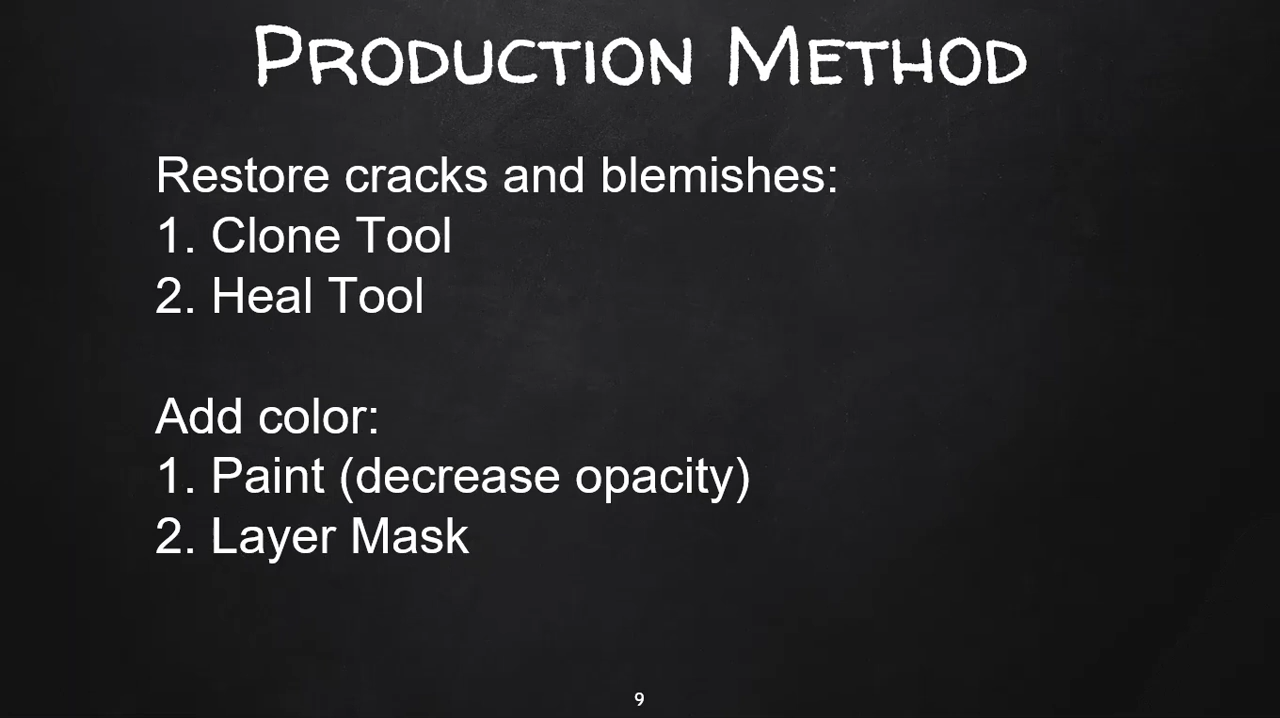 Production Method
Restore cracks and blemishes:
1. Clone Tool
2. Heal Tool
Add color:
1. Paint (decrease opacity)
2. Layer Mask
9